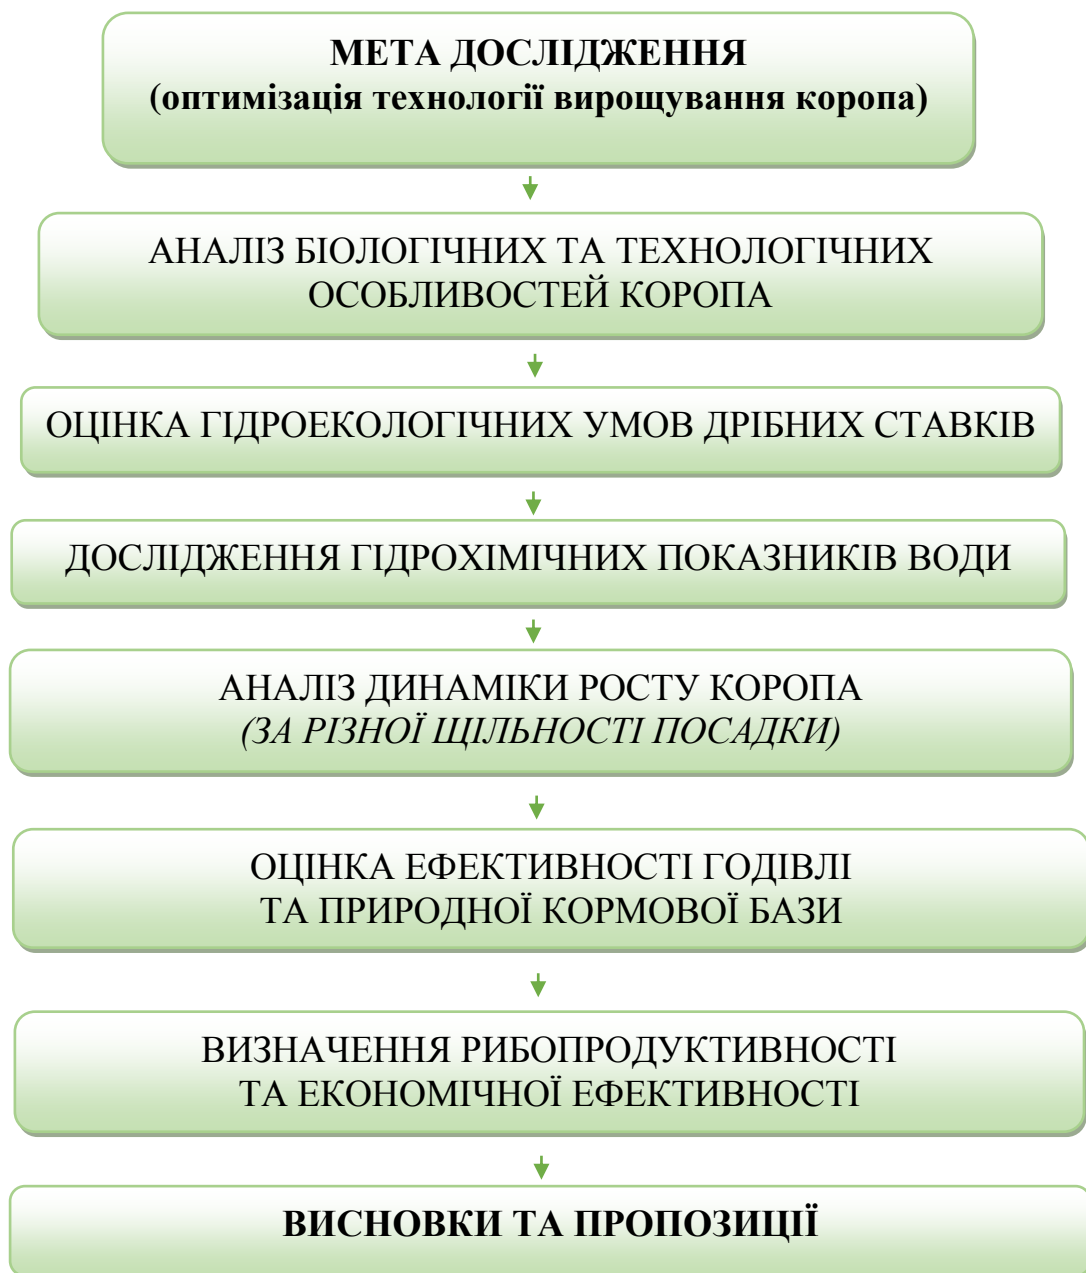 МЕТА ДОСЛІДЖЕННЯ
(оптимізація технології вирощування коропа)
АНАЛІЗ БІОЛОГІЧНИХ ТА ТЕХНОЛОГІЧНИХ
ОСОБЛИВОСТЕЙ КОРОПА
ОЦІНКА ГІДРОЕКОЛОГІЧНИХ УМОВ ДРІБНИХ СТАВКІВ
ДОСЛІДЖЕННЯ ГІДРОХІМІЧНИХ ПОКАЗНИКІВ ВОДИ
АНАЛІЗ ДИНАМІКИ РОСТУ КОРОПА
(ЗА РІЗНОЇ ЩІЛЬНОСТІ ПОСАДКИ)
ОЦІНКА ЕФЕКТИВНОСТІ ГОДІВЛІ
ТА ПРИРОДНОЇ КОРМОВОЇ БАЗИ
ВИЗНАЧЕННЯ РИБОПРОДУКТИВНОСТІ
ТА ЕКОНОМІЧНОЇ ЕФЕКТИВНОСТІ
ВИСНОВКИ ТА ПРОПОЗИЦІЇ